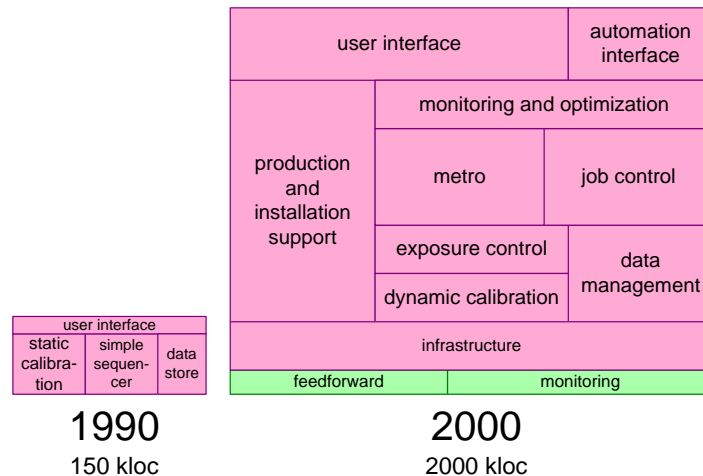 user interface
automation
interface
monitoring and optimization
production
and
installation
support
metro
job control
exposure control
data
management
dynamic calibration
infrastructure
feedforward
monitoring
user interface
static
calibra-
tion
simple
sequen-
cer
data
store
1990
150 kloc
2000
2000 kloc